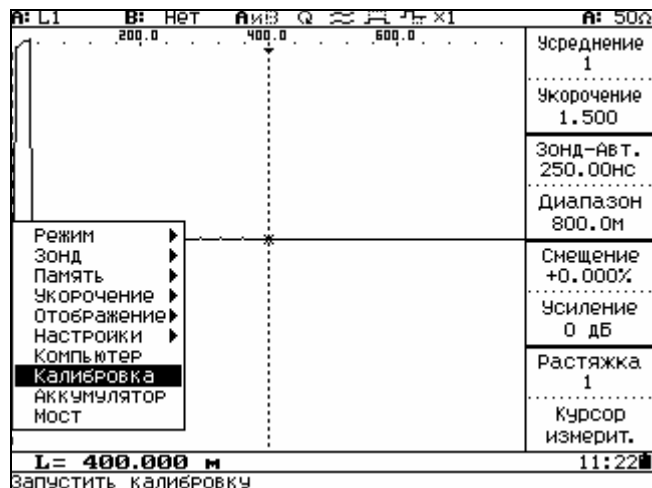 А: L1 В: Нет АиВ Q ×1 А: 50Ω
200.0 400.0 600.0
Усреднение
1
Укорочение
1.500
Зонд-Авт.
250.00нс
Диапазон
800.0м
Смещение
+0.000%
Усиление
0 дБ
Растяжка
1
Курсор
измерит.
Режим
Зонд
Память
Укорочение
Отображение
Настройки
Компьютер
Калибровка
Аккумулятор
Мост
L= 400.000 м 11:22
Запустить калибровку